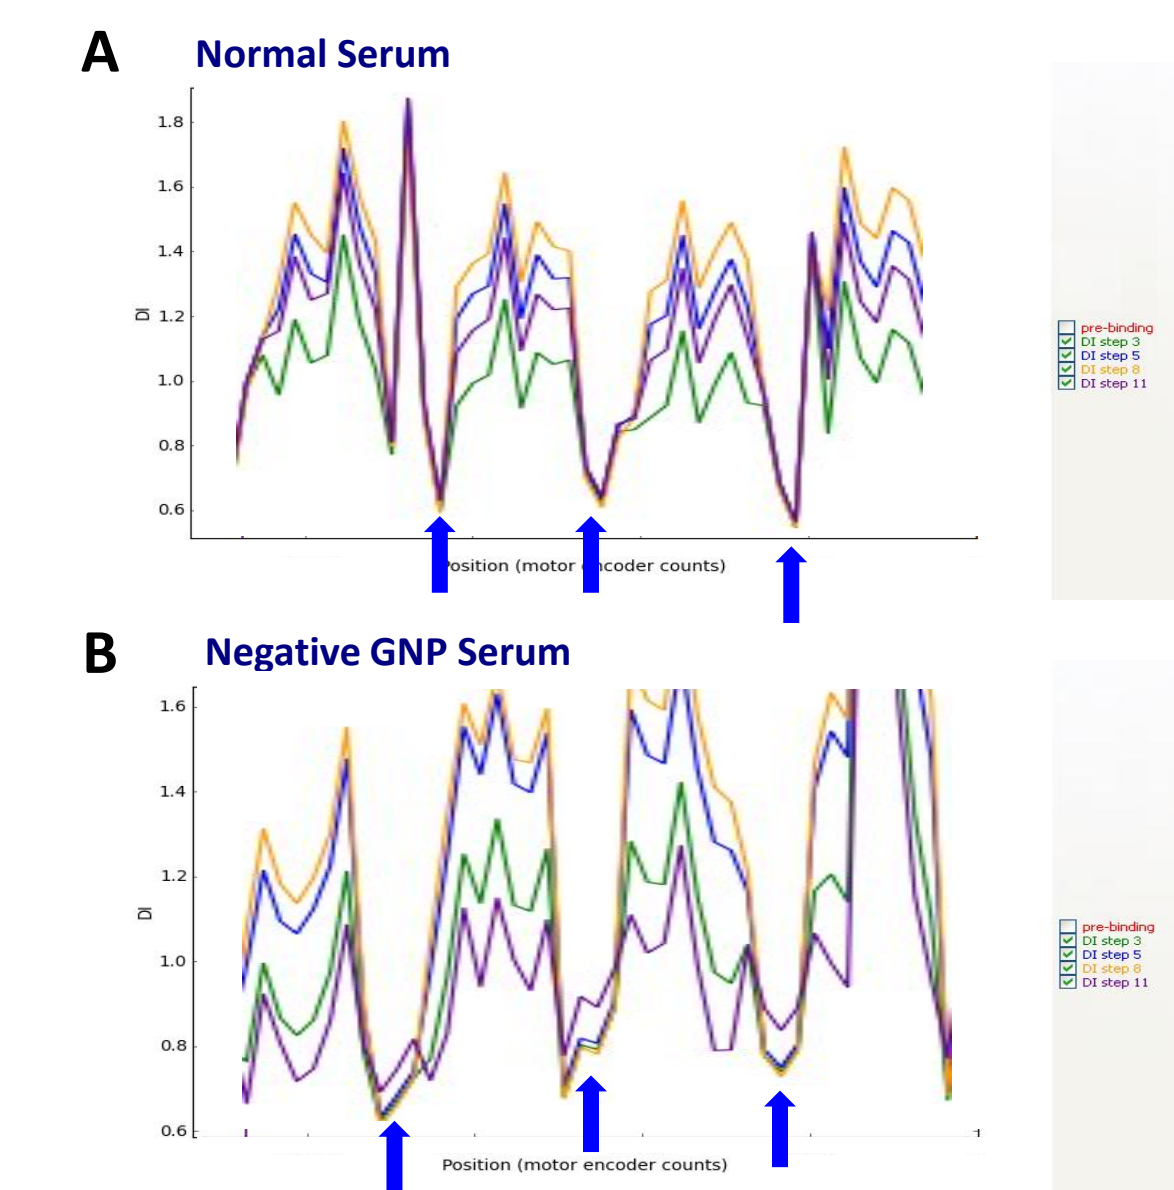 A Normal Serum
1.8
1.6
1.4
1.2
1.0
0.8
0.6
DI
Position (motor encoder counts)
pre-binding
DI step 3
DI step 5
DI step 8
DI step 11
B Negative GNP Serum
1.6
1.4
1.2
1.0
0.8
0.6
DI
Position (motor encoder counts)
pre-binding
DI step 3
DI step 5
DI step 8
DI step 11